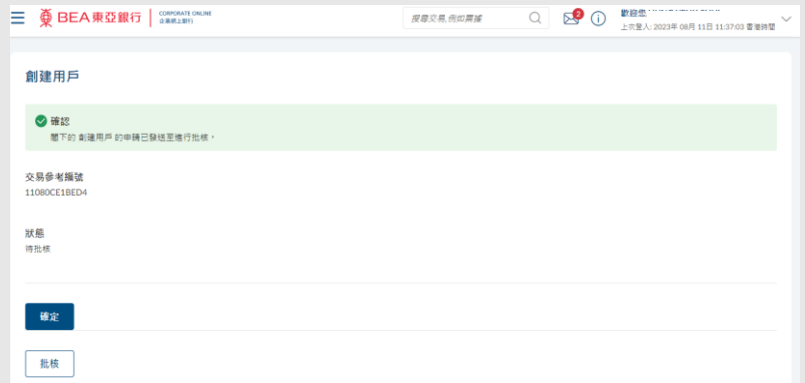 BEA東亞銀行
CORPORATE ONLINE
企業網上銀行
搜尋交易,例如票據
2
歡迎您
上次登入: 2023年 08月 11日 11:37:03 香港時間
創建用戶
確認
閣下的 創建用戶 的申請已發送至進行批核。
交易參考編號
11080CE1BED4
狀態
待批核
確定
批核